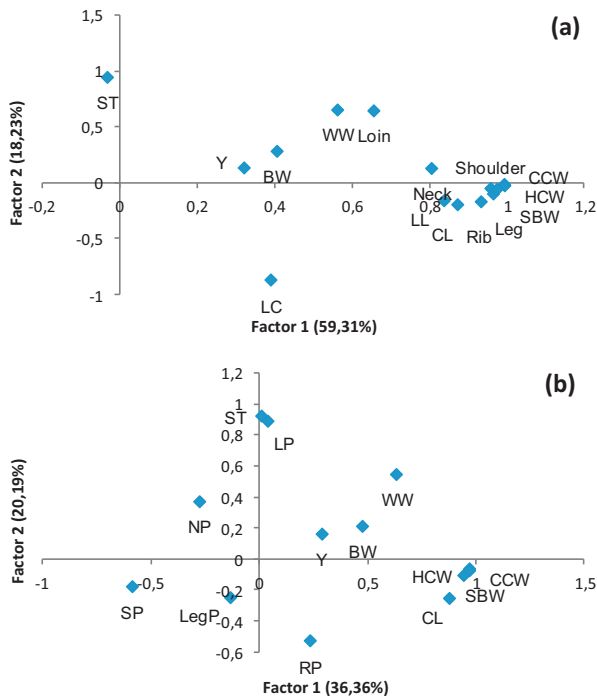 (a)
1,5
1
ST
WW
Loin
0,5
Y
BW
Shoulder
CCW
0
-0,2
0
0,2
0,4
0,6
0,8
1
1,2
Neck
HCW
LL
SBW
CL
Rib
Leg
-0,5
LC
-1
Factor 2 (18,23%)
Factor 1 (59,31%)
(b)
1,2
ST
1
LP
0,8
0,6
WW
NP
0,4
0,2
Y
BW
0
-1
-0,5
0
0,5
1
1,5
HCW
CCW
SP
LegP
-0,2
SBW
CL
-0,4
RP
-0,6
Factor 2 (20,19%)
Factor 1 (36,36%)